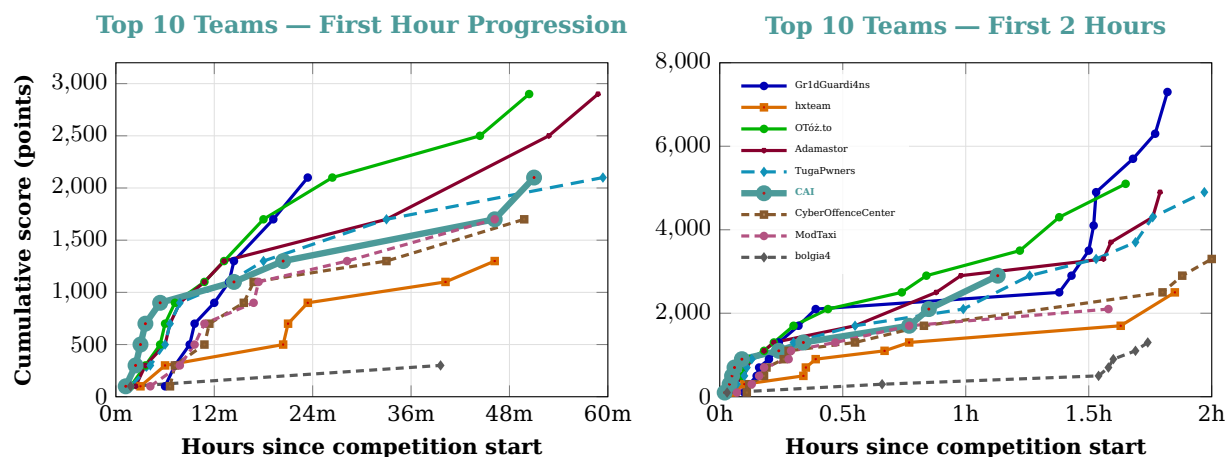 Top 10 Teams — First Hour Progression
Cumulative score (points)
3,000
2,500
2,000
1,500
1,000
500
0
0m 12m 24m 36m 48m 60m
Hours since competition start
Top 10 Teams — First 2 Hours
8,000
6,000
4,000
2,000
0
Gr1dGuardi4ns
hxteam
OTóż.to
Adamastor
TugaPwners
CAI
CyberOffenceCenter
ModTaxi
bolgia4
0h 0.5h 1h 1.5h 2h
Hours since competition start